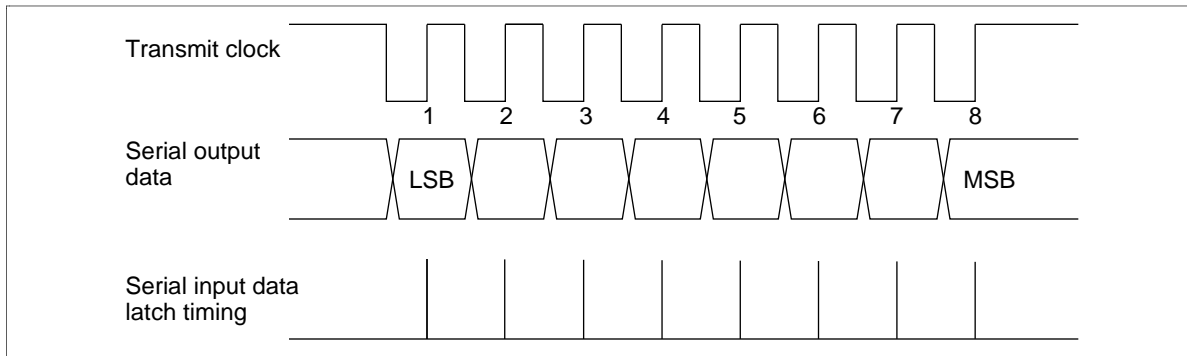 Transmit clock
1 2 3 4 5 6 7 8
Serial output
data
LSB MSB
Serial input data
latch timing